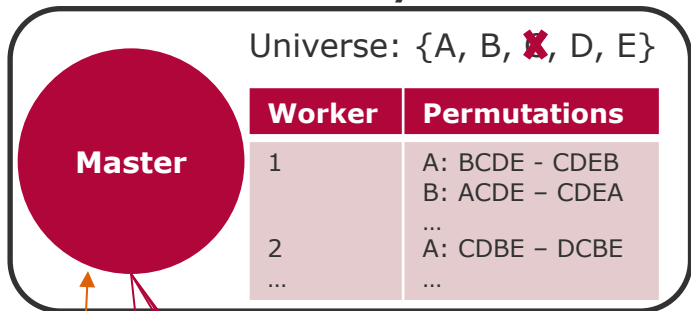 Universe: {A, B, C, D, E}
Worker Permutations
Master
1 A: BCDE - CDEB
B: ACDE – CDEA
...
2 A: CDBE – DCBE
... ...